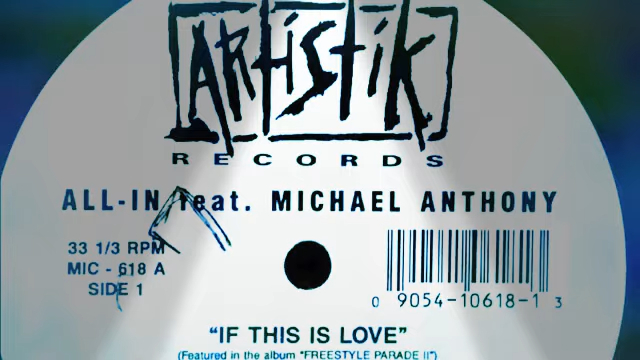 ARTISTIK
RECORDS
ALL-IN feat. MICHAEL ANTHONY
33 1/3 RPM
MIC - 618 A
SIDE 1
0 9054-10618-1 3
"IF THIS IS LOVE"
(Featured in the album "FREESTYLE PARADE II")